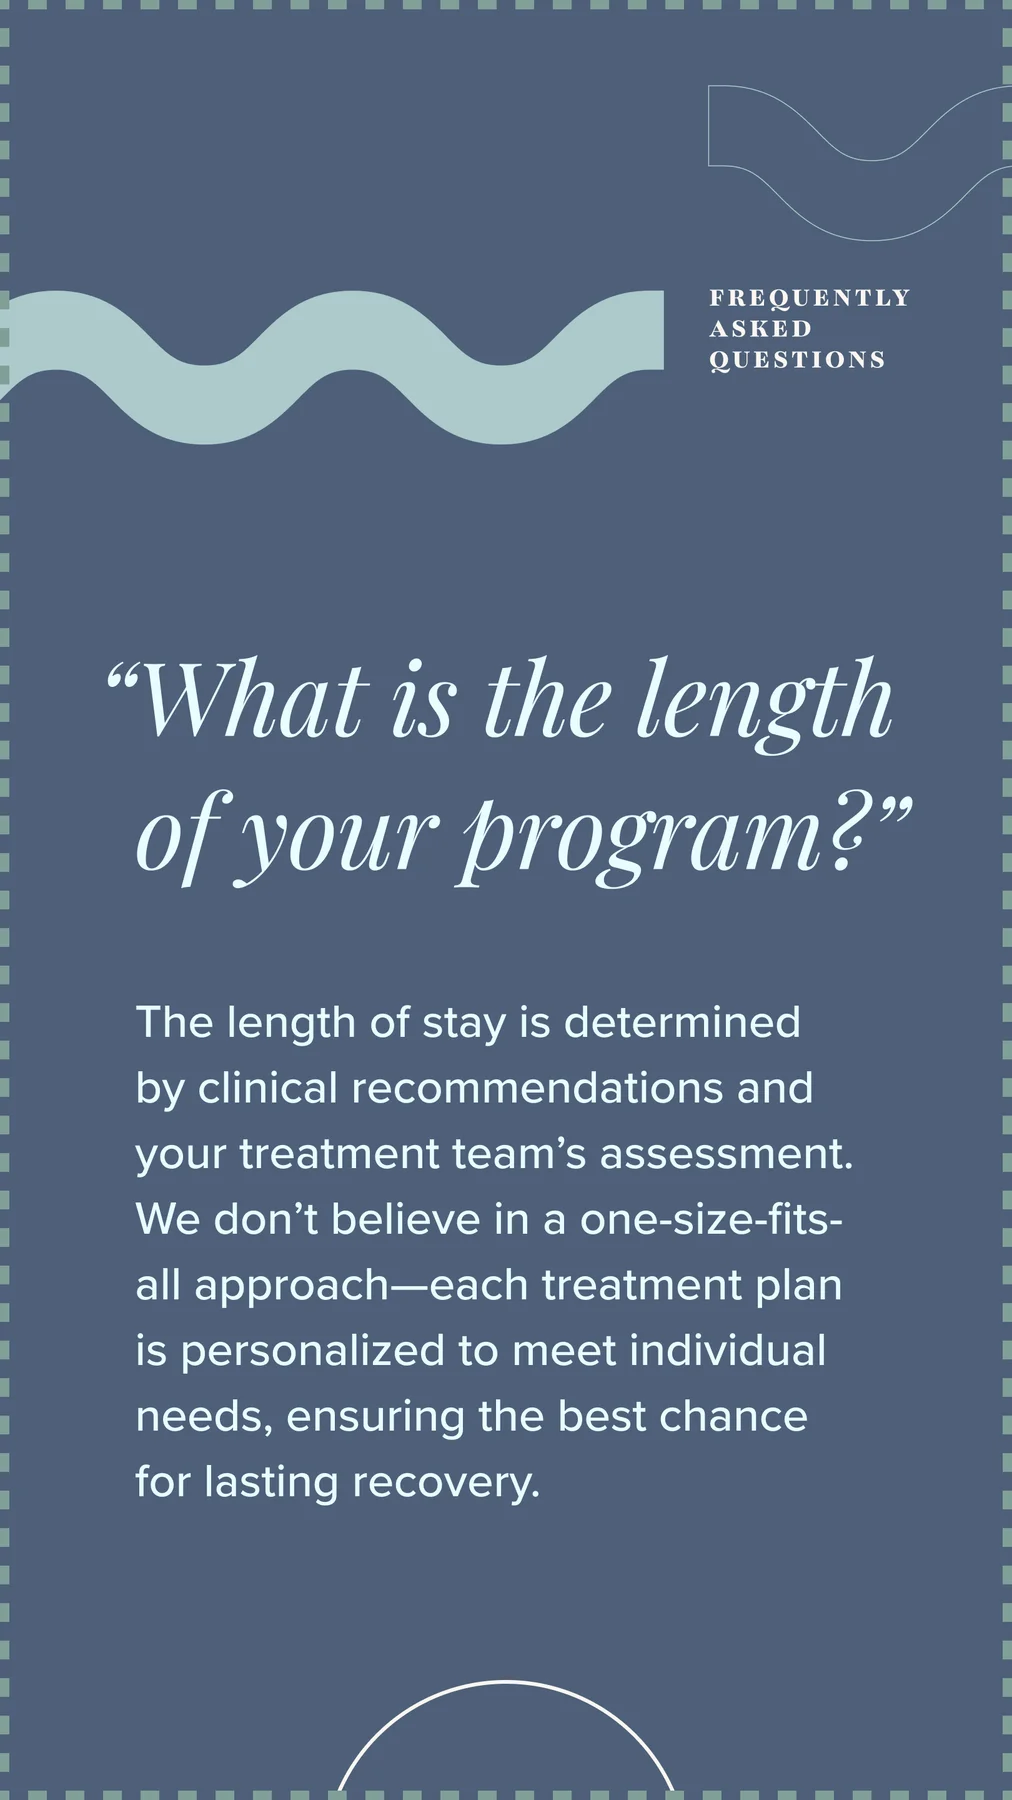 FREQUENTLY
ASKED
QUESTIONS
“What is the length
of your program?”
The length of stay is determined
by clinical recommendations and
your treatment team’s assessment.
We don’t believe in a one-size-fits-
all approach—each treatment plan
is personalized to meet individual
needs, ensuring the best chance
for lasting recovery.